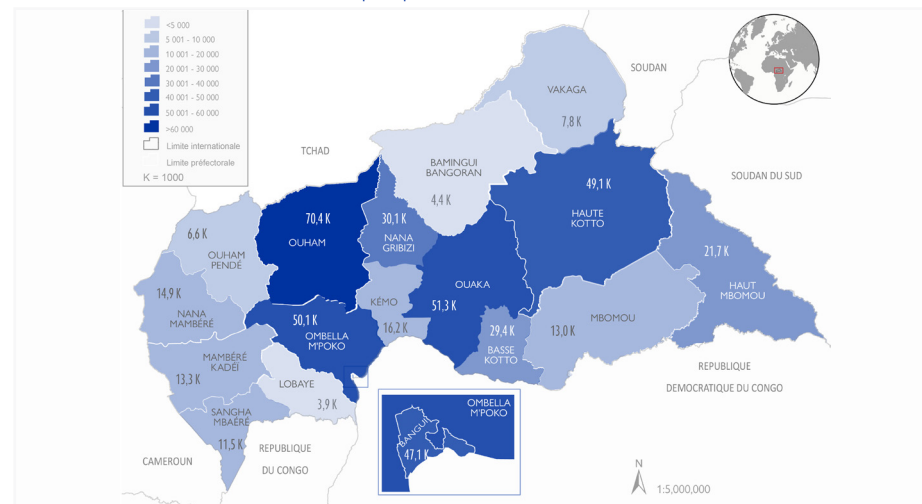 <5 000
5 001 - 10 000
10 001 - 20 000
20 001 - 30 000
30 001 - 40 000
40 001 - 50 000
50 001 - 60 000
>60 000
Limite internationale
Limite préfectorale
K = 1000
SOUDAN
VAKAGA
7,8 K
TCHAD
BAMINGUI
BANGORAN
4,4 K
SOUDAN DU SUD
49,1 K
HAUTE
KOTTO
70,4 K
OUHAM
30,1 K
NANA
GRIBIZI
6,6 K
OUHAM
PENDÉ
21,7 K
HAUT
MBOMOU
OUAKA
51,3 K
14,9 K
NANA
MAMBÉRÉ
KÉMO
16,2 K
50,1 K
OMBELLA
M'POKO
29,4 K
BASSE
KOTTO
MBOMOU
13,0 K
MAMBÉRÉ
KADÉI
13,3 K
LOBAYE
3,9 K
REPUBLIQUE
DEMOCRATIQUE DU CONGO
SANGHA
MBAÉRÉ
11,5 K
OMBELLA
M'POKO
BANGUI
47,1 K
CAMEROUN
REPUBLIQUE
DU CONGO
N
1:5,000,000